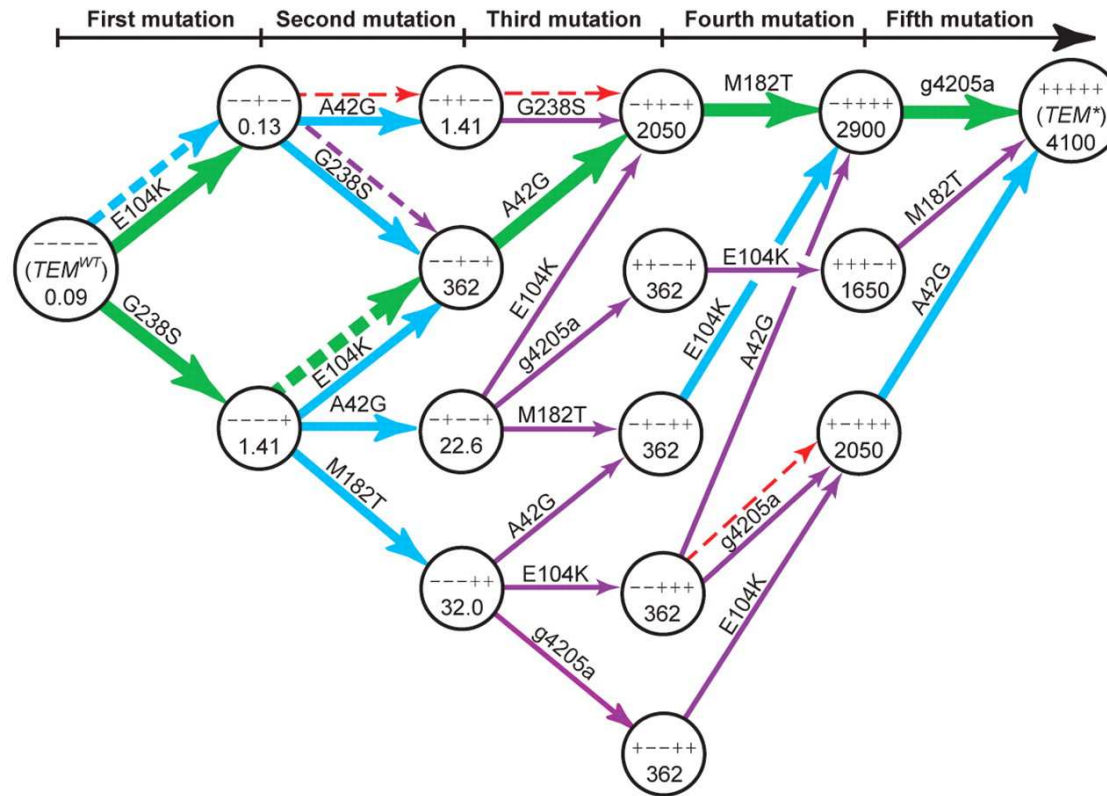 First mutation Second mutation Third mutation Fourth mutation Fifth mutation
−−+−−
0.13
A42G
−++−−
1.41
G238S
−++−+
2050
M182T
−++++
2900
g4205a
+++++
(TEM*)
4100
E104K
G238S
A42G
M182T
−−−−−
(TEM^WT)
0.09
−−+−+
362
E104K
++−−+
362
E104K
+++−+
1650
A42G
G238S
E104K
g4205a
E104K
A42G
−−−−+
1.41
A42G
−+−−+
22.6
M182T
−+−++
362
+−+++
2050
M182T
A42G
g4205a
−−−++
32.0
E104K
−−+++
362
E104K
g4205a
+−−++
362